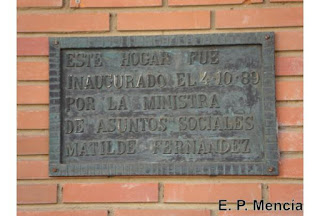 ESTE HOGAR FUE
INAUGURADO EL 4-10-89
POR LA MINISTRA
DE ASUNTOS SOCIALES
MATILDE FERNANDEZ
E. P. Mencia